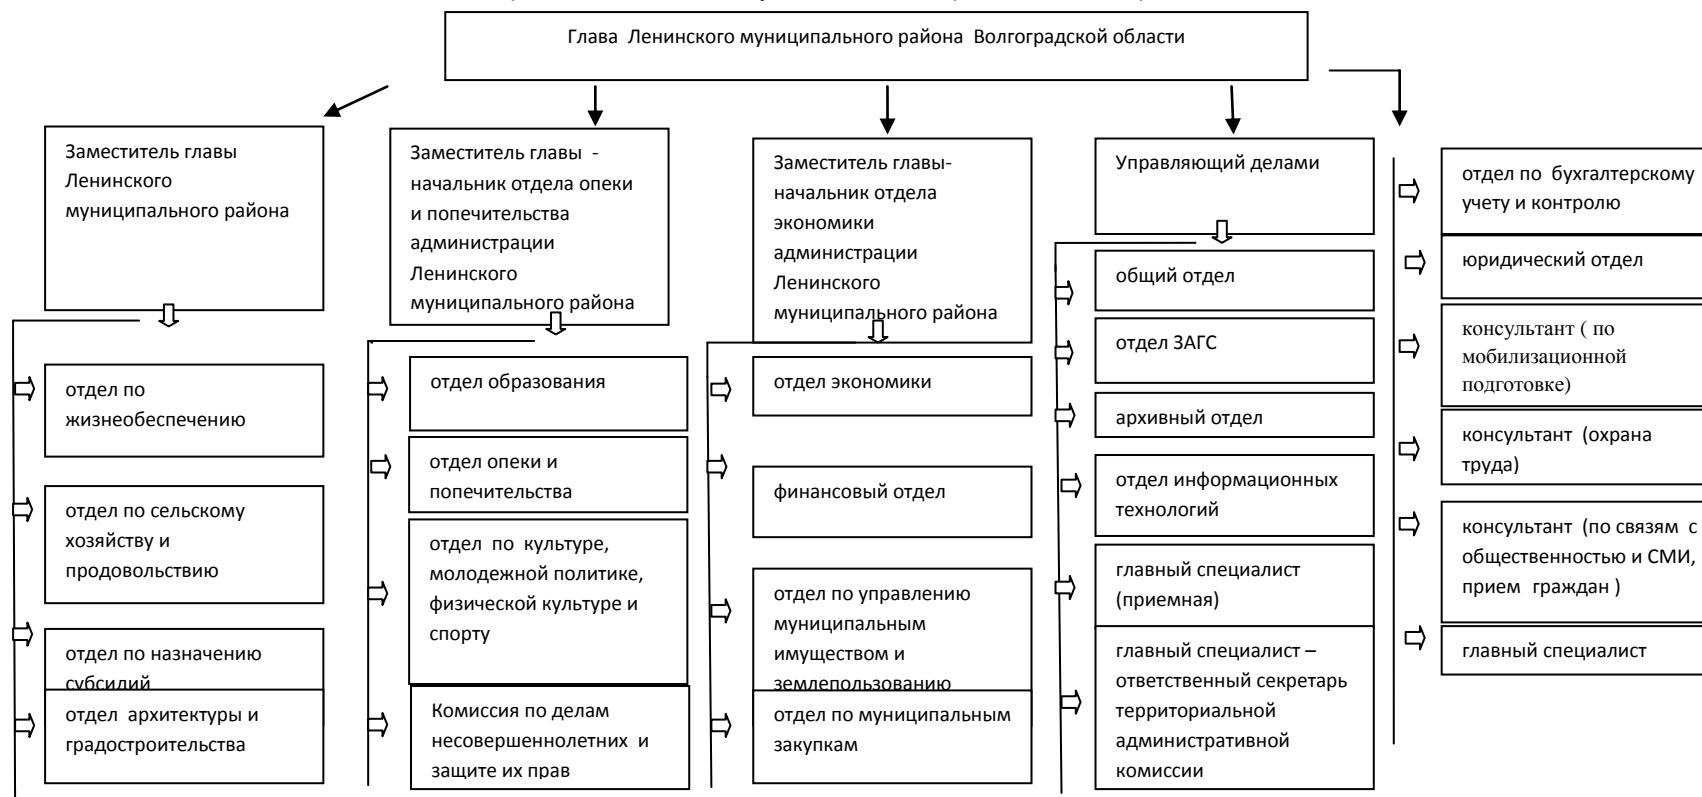 Глава Ленинского муниципального района Волгоградской области
Заместитель главы
Ленинского
муниципального района
отдел по
жизнеобеспечению
отдел по сельскому
хозяйству и
продовольствию
отдел по назначению
субсидий
отдел архитектуры и
градостроительства
Заместитель главы -
начальник отдела опеки
и попечительства
администрации
Ленинского
муниципального района
отдел образования
отдел опеки и
попечительства
отдел по культуре,
молодежной политике,
физической культуре и
спорту
Комиссия по делам
несовершеннолетних и
защите их прав
Заместитель главы-
начальник отдела
экономики
администрации
Ленинского
муниципального района
отдел экономики
финансовый отдел
отдел по управлению
муниципальным
имуществом и
землепользованию
отдел по муниципальным
закупкам
Управляющий делами
общий отдел
отдел ЗАГС
архивный отдел
отдел информационных
технологий
главный специалист
(приемная)
главный специалист –
ответственный секретарь
территориальной
административной
комиссии
отдел по бухгалтерскому
учету и контролю
юридический отдел
консультант ( по
мобилизационной
подготовке)
консультант (охрана
труда)
консультант (по связям с
общественностью и СМИ,
прием граждан )
главный специалист